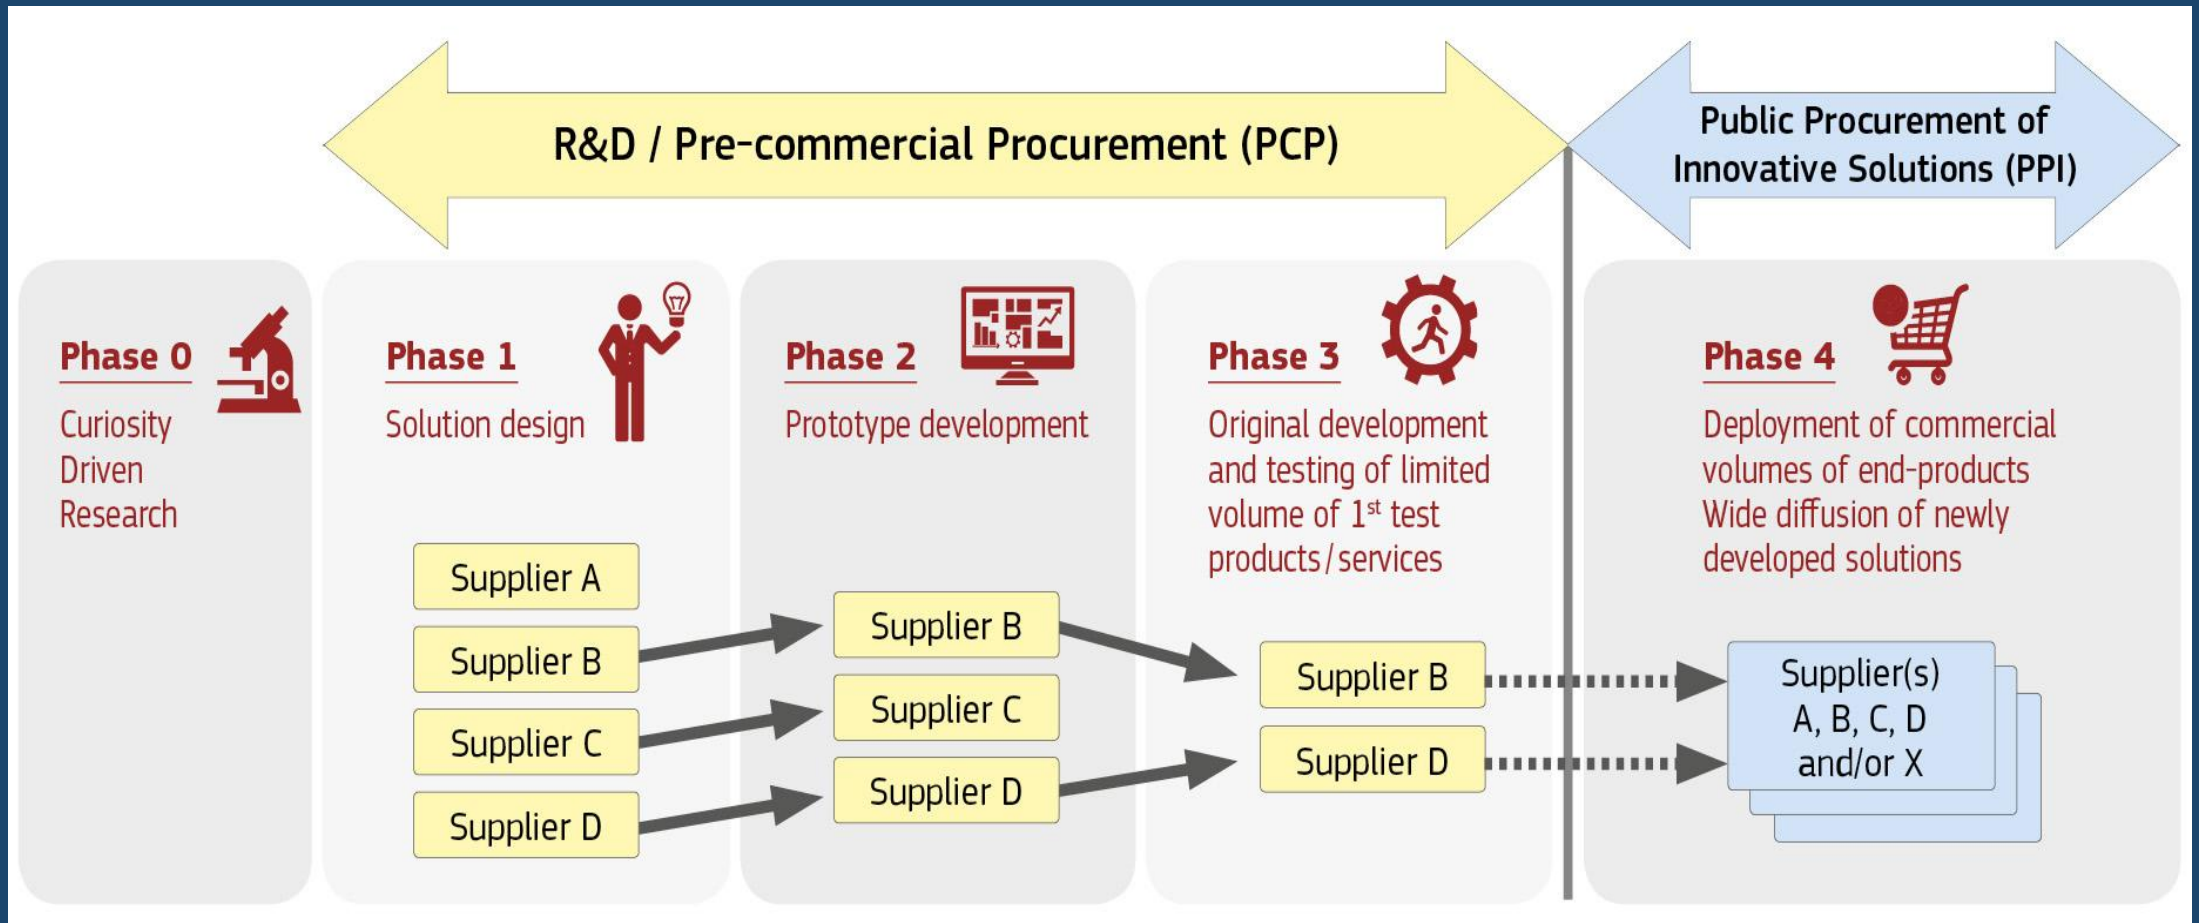 R&D / Pre-commercial Procurement (PCP)
Public Procurement of
Innovative Solutions (PPI)
Phase 0
Curiosity
Driven
Research
Phase 1
Solution design
Supplier A
Supplier B
Supplier C
Supplier D
Phase 2
Prototype development
Supplier B
Supplier C
Supplier D
Phase 3
Original development
and testing of limited
volume of 1st test
products/services
Supplier B
Supplier D
Phase 4
Deployment of commercial
volumes of end-products
Wide diffusion of newly
developed solutions
Supplier(s)
A, B, C, D
and/or X